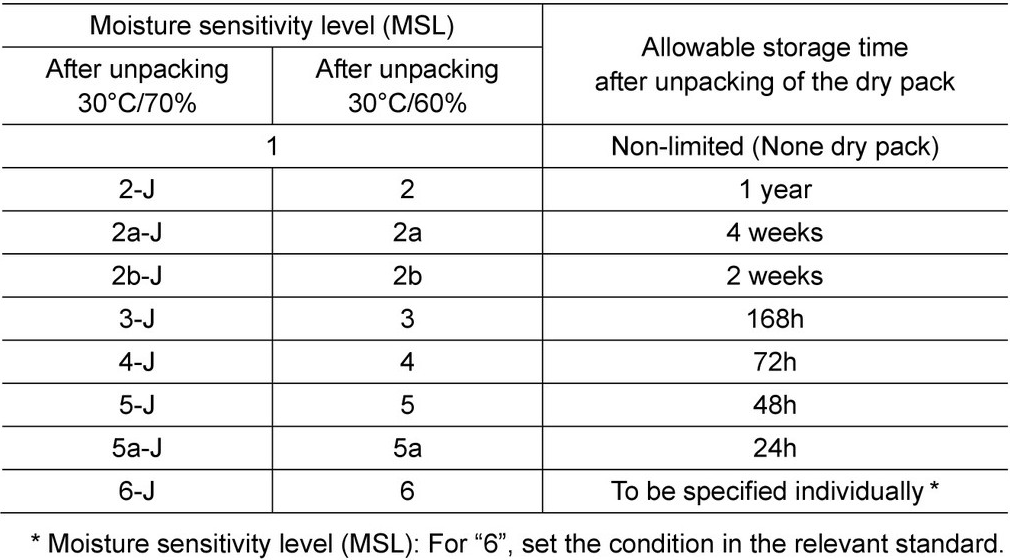 Moisture sensitivity level (MSL)
Allowable storage time
after unpacking of the dry pack
After unpacking
30°C/70%
After unpacking
30°C/60%
1 Non-limited (None dry pack)
2-J 2 1 year
2a-J 2a 4 weeks
2b-J 2b 2 weeks
3-J 3 168h
4-J 4 72h
5-J 5 48h
5a-J 5a 24h
6-J 6 To be specified individually *
* Moisture sensitivity level (MSL): For “6”, set the condition in the relevant standard.